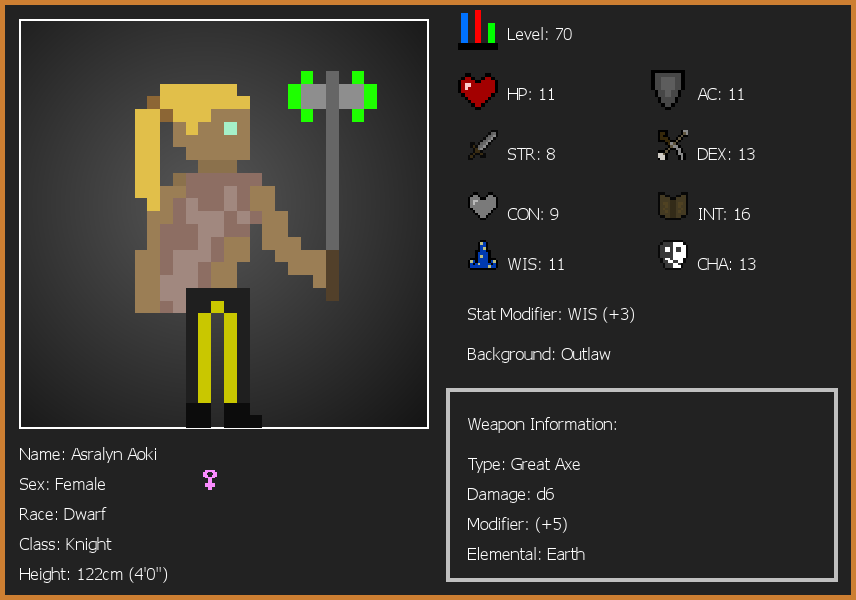 Level: 70
HP: 11
AC: 11
STR: 8
DEX: 13
CON: 9
INT: 16
WIS: 11
CHA: 13
Stat Modifier: WIS (+3)
Background: Outlaw
Weapon Information:
Type: Great Axe
Damage: d6
Modifier: (+5)
Elemental: Earth
Name: Asralyn Aoki
Sex: Female
Race: Dwarf
Class: Knight
Height: 122cm (4'0")